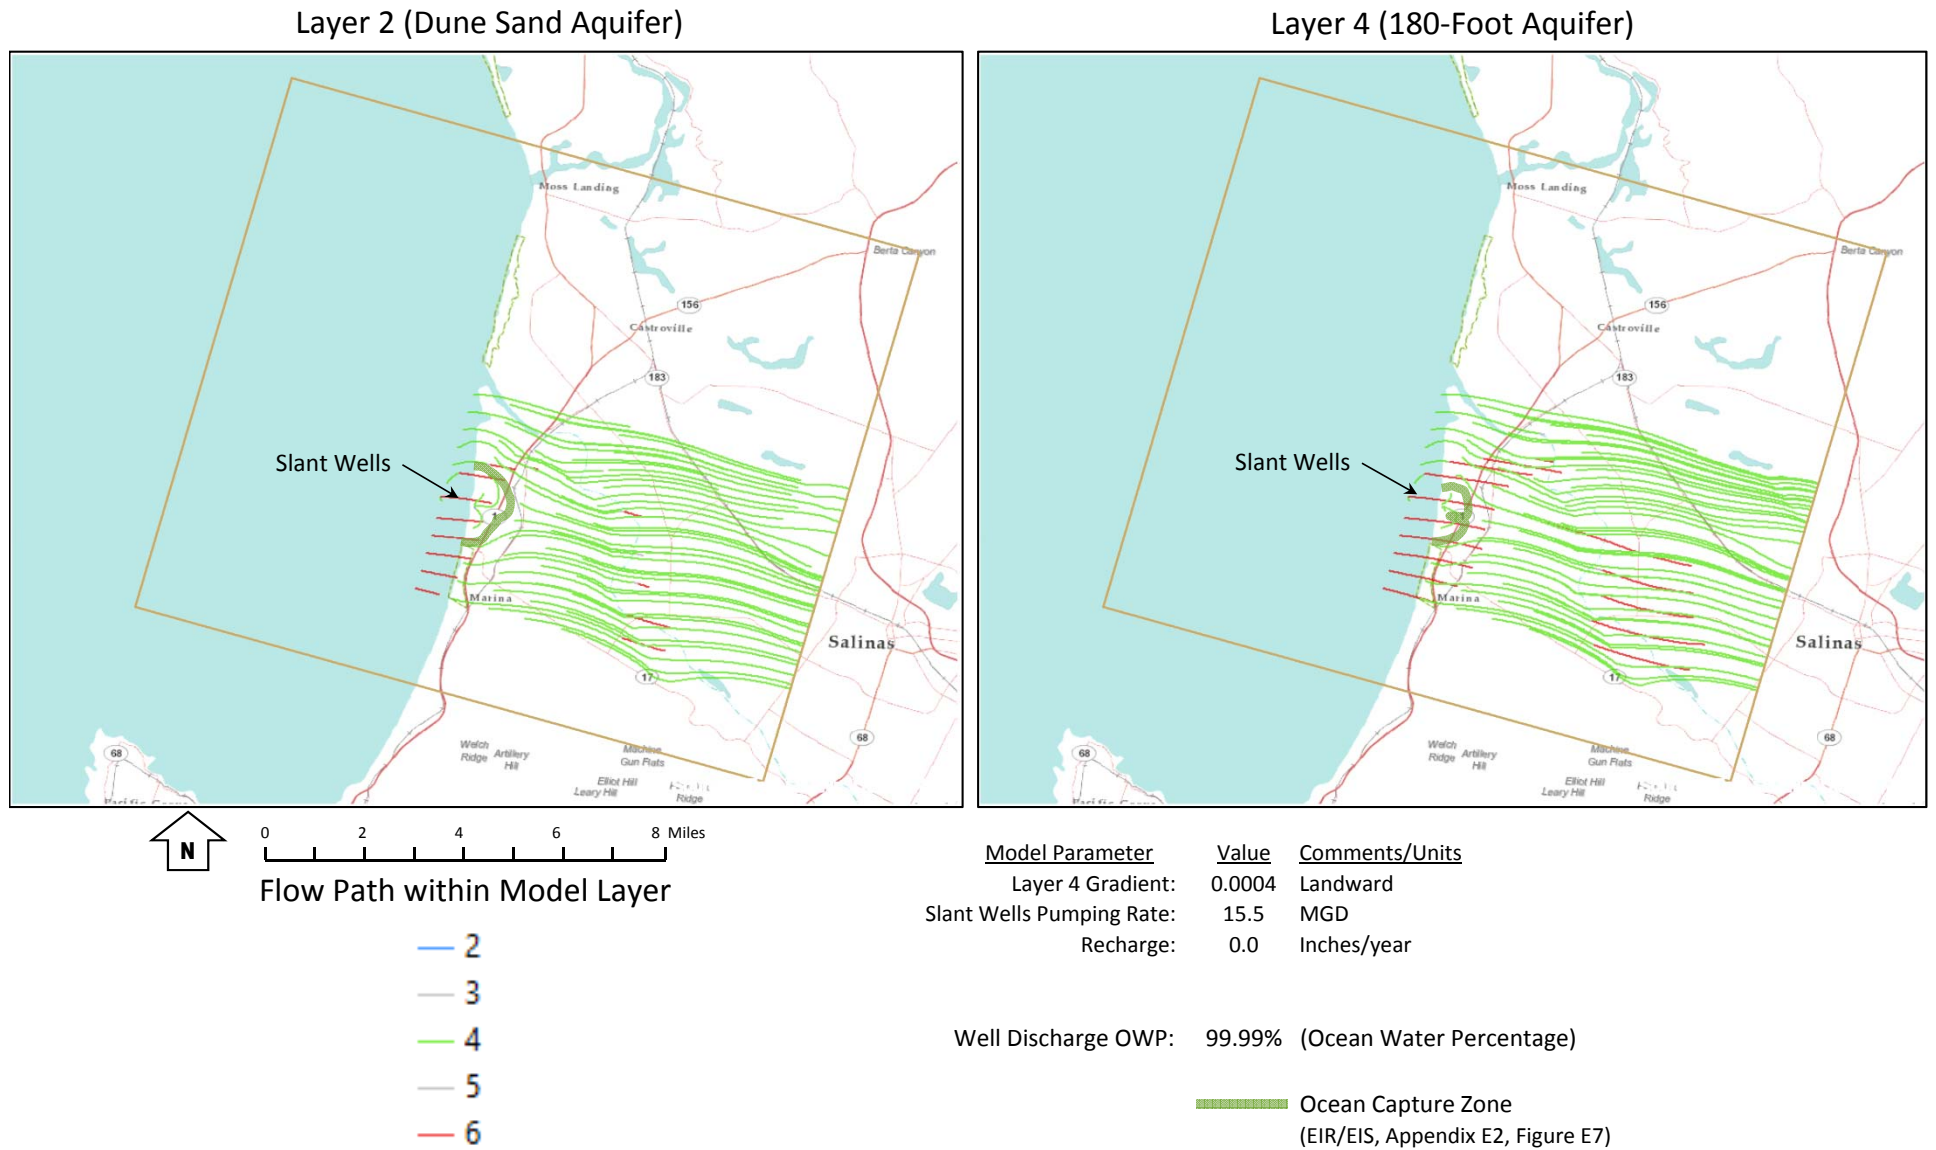 Layer 2 (Dune Sand Aquifer)
Layer 4 (180-Foot Aquifer)
Moss Landing
Berta Canyon
156
Castroville
183
Slant Wells
1
Marina
Salinas
17
68
68
Welch Ridge
Artillery Hill
Machine Gun Flats
Elliot Hill
Leary Hill
Ridge
Moss Landing
Berta Canyon
156
Castroville
183
Slant Wells
Marina
Salinas
17
68
68
Welch Ridge
Artillery Hill
Machine Gun Flats
Elliot Hill
Leary Hill
Ridge
N
0 2 4 6 8 Miles
Flow Path within Model Layer
2
3
4
5
6
Model Parameter Value Comments/Units
Layer 4 Gradient: 0.0004 Landward
Slant Wells Pumping Rate: 15.5 MGD
Recharge: 0.0 Inches/year
Well Discharge OWP: 99.99% (Ocean Water Percentage)
Ocean Capture Zone
(EIR/EIS, Appendix E2, Figure E7)